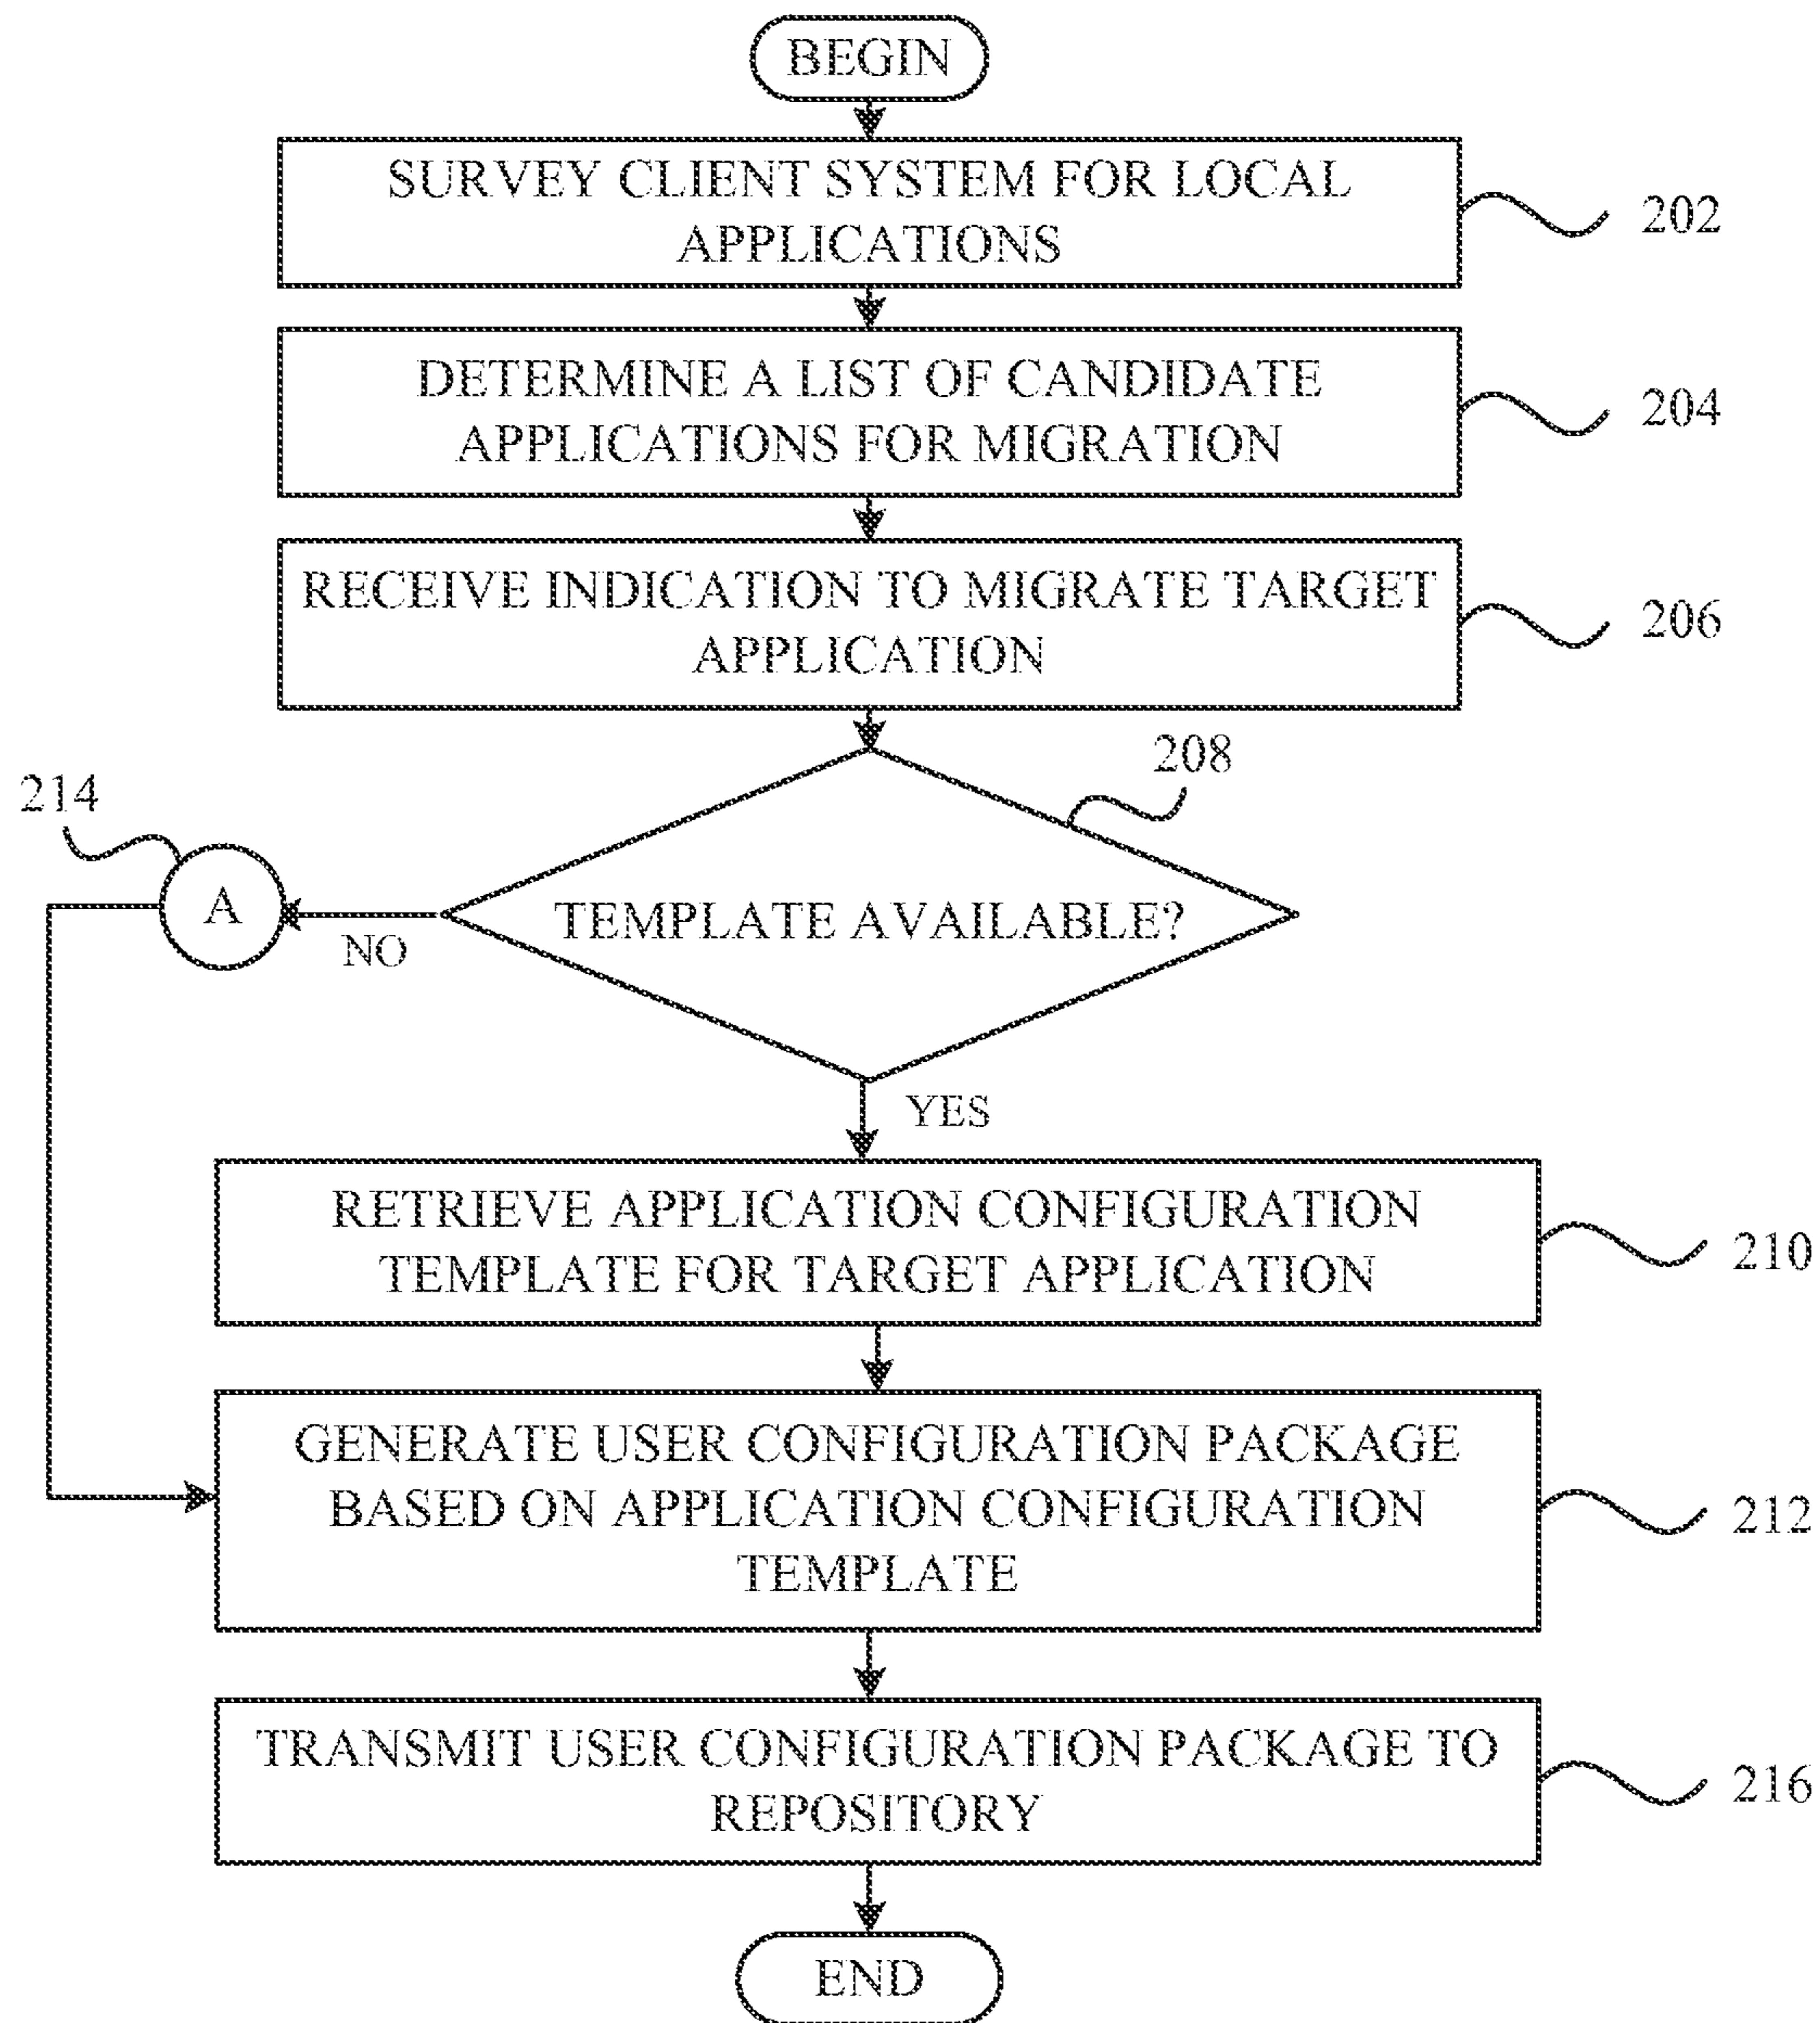 BEGIN
SURVEY CLIENT SYSTEM FOR LOCAL
APPLICATIONS
202
DETERMINE A LIST OF CANDIDATE
APPLICATIONS FOR MIGRATION
204
RECEIVE INDICATION TO MIGRATE TARGET
APPLICATION
206
208
214
A
NO
TEMPLATE AVAILABLE?
YES
RETRIEVE APPLICATION CONFIGURATION
TEMPLATE FOR TARGET APPLICATION
210
GENERATE USER CONFIGURATION PACKAGE
BASED ON APPLICATION CONFIGURATION
TEMPLATE
212
TRANSMIT USER CONFIGURATION PACKAGE TO
REPOSITORY
216
END